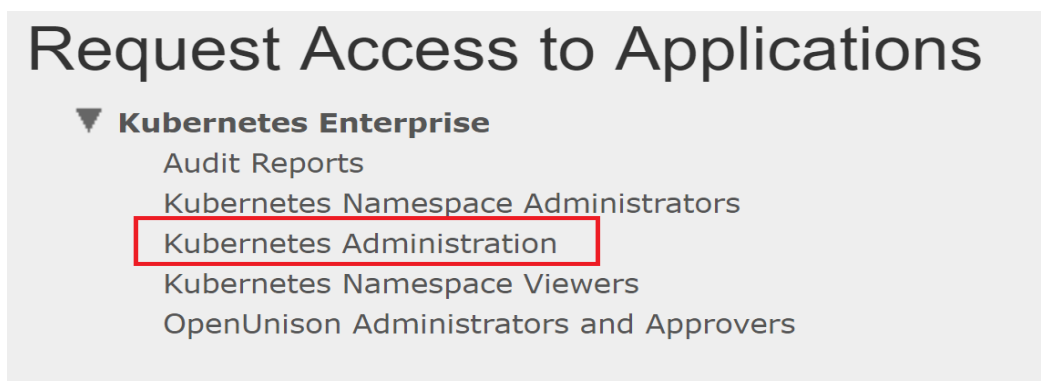 Request Access to Applications
Kubernetes Enterprise
Audit Reports
Kubernetes Namespace Administrators
Kubernetes Administration
Kubernetes Namespace Viewers
OpenUnison Administrators and Approvers